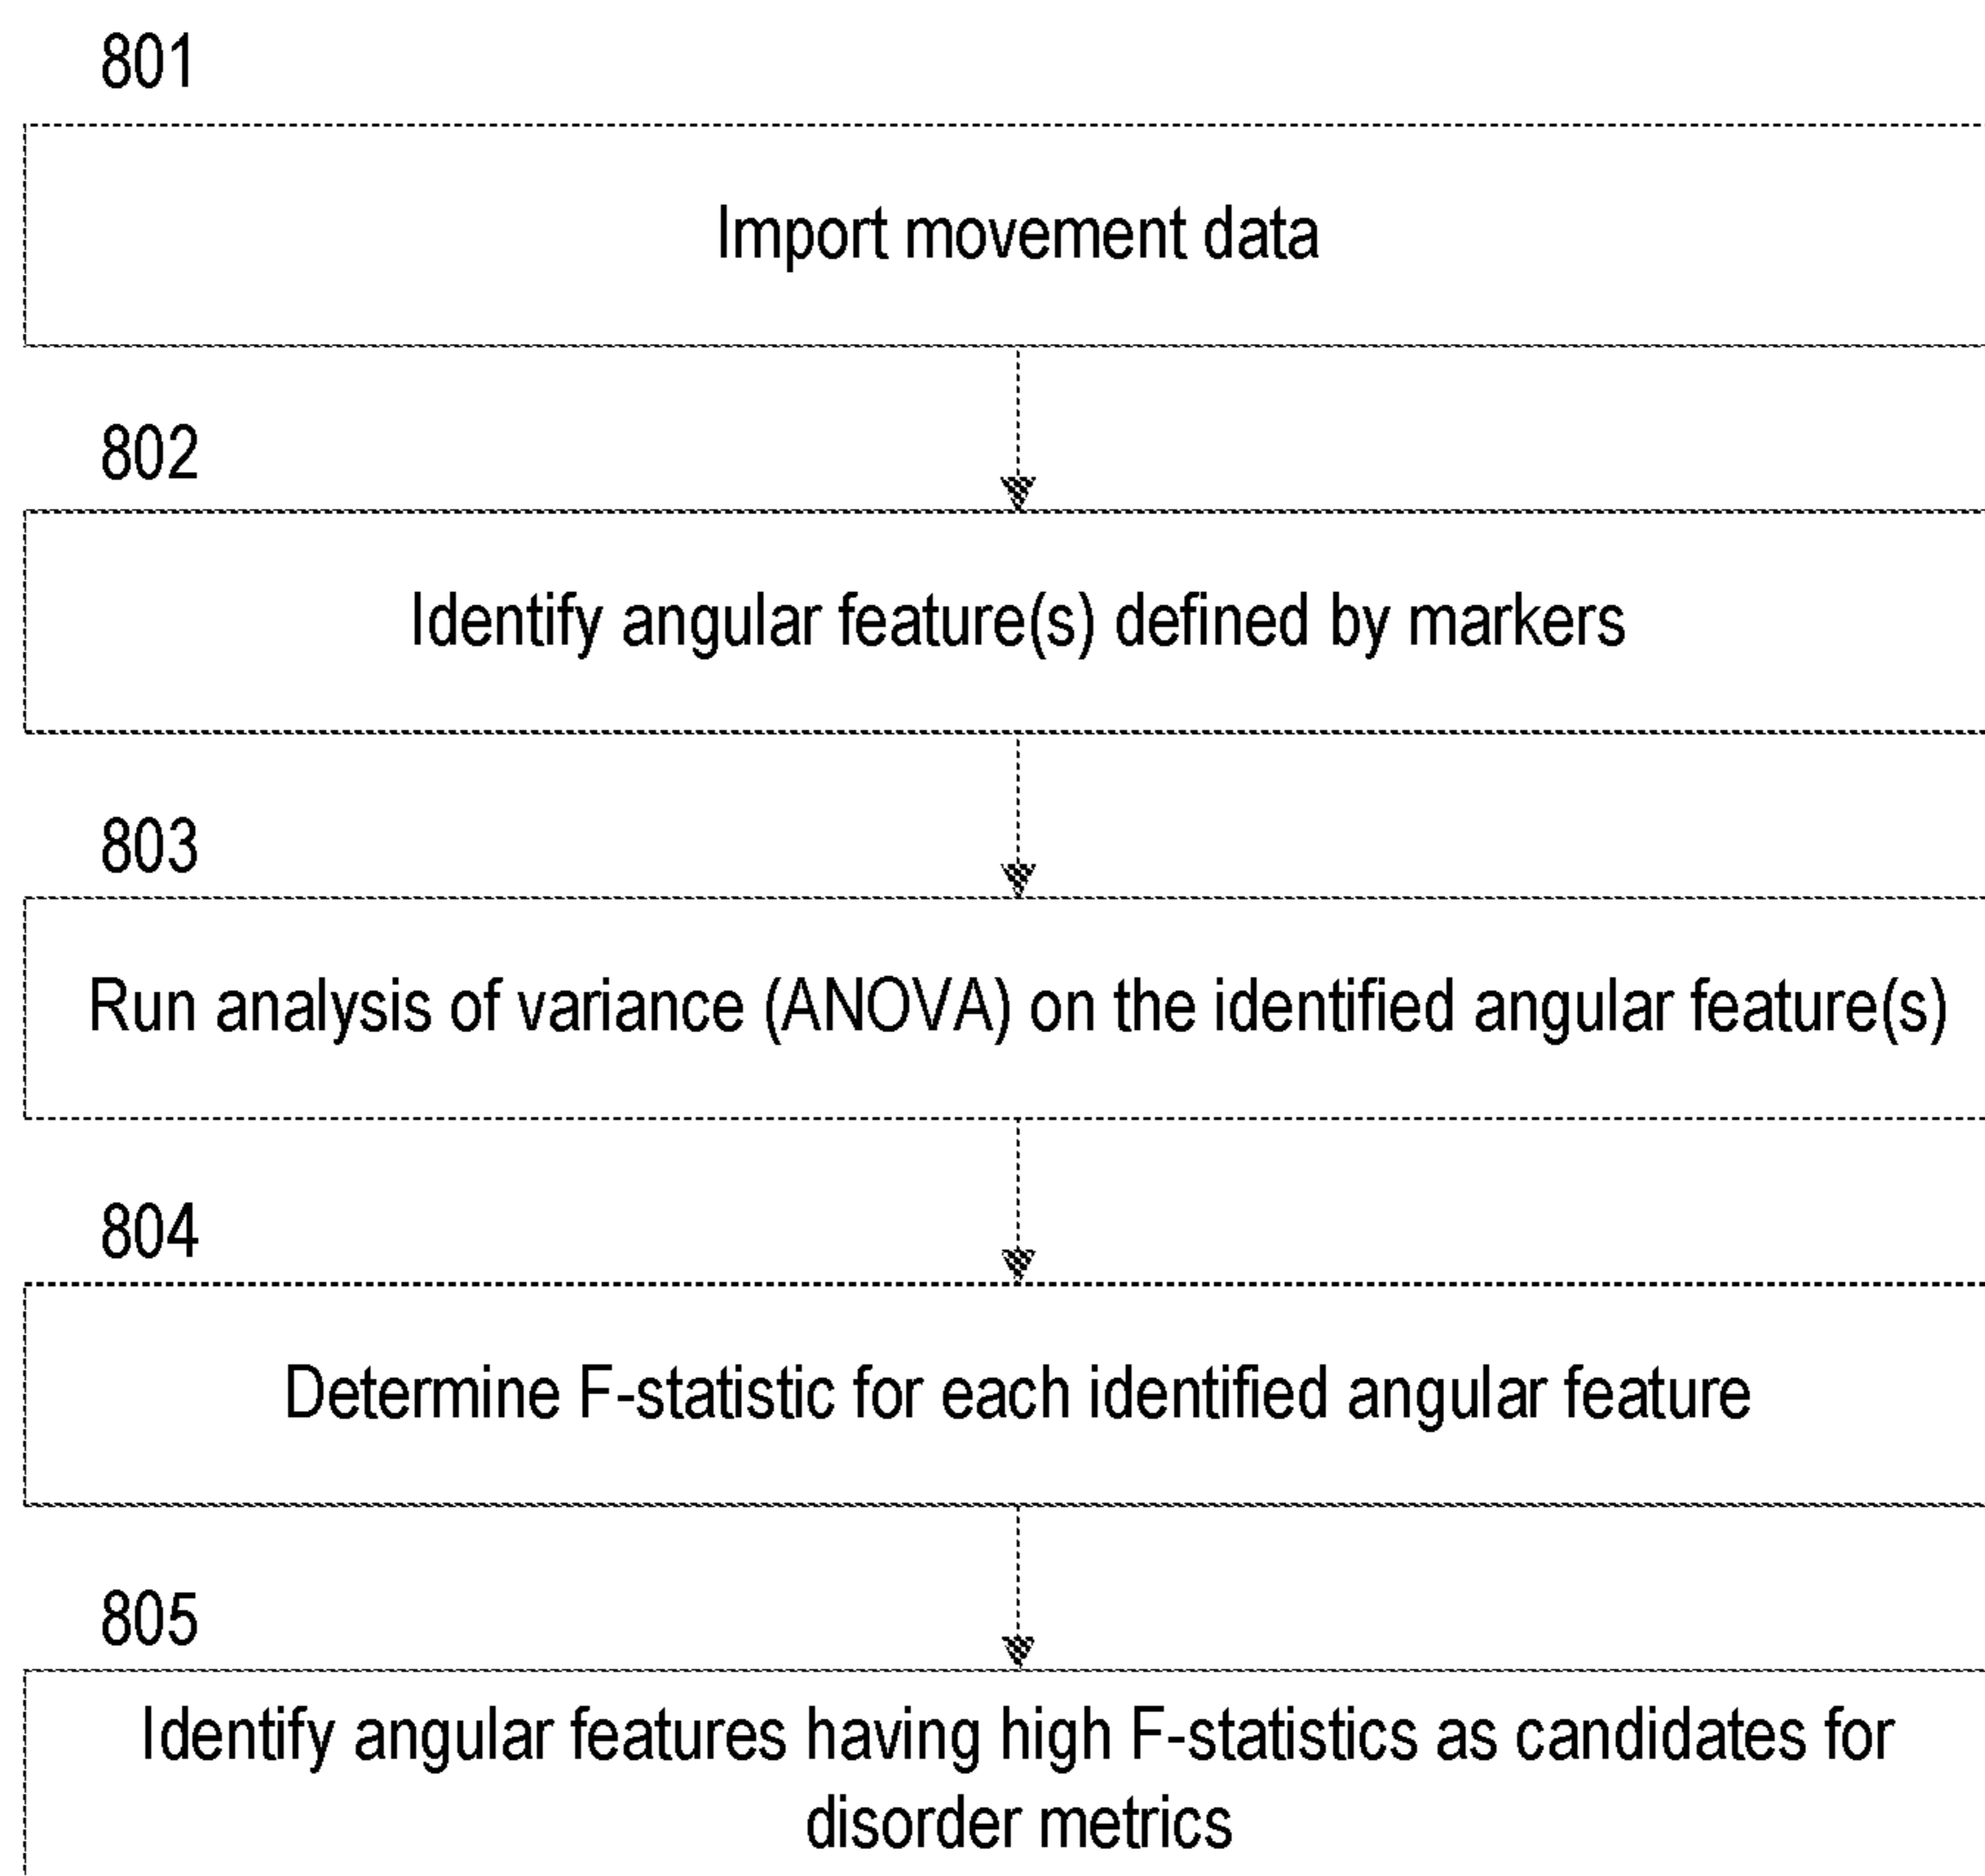 801
Import movement data
802
Identify angular feature(s) defined by markers
803
Run analysis of variance (ANOVA) on the identified angular feature(s)
804
Determine F-statistic for each identified angular feature
805
Identify angular features having high F-statistics as candidates for
disorder metrics